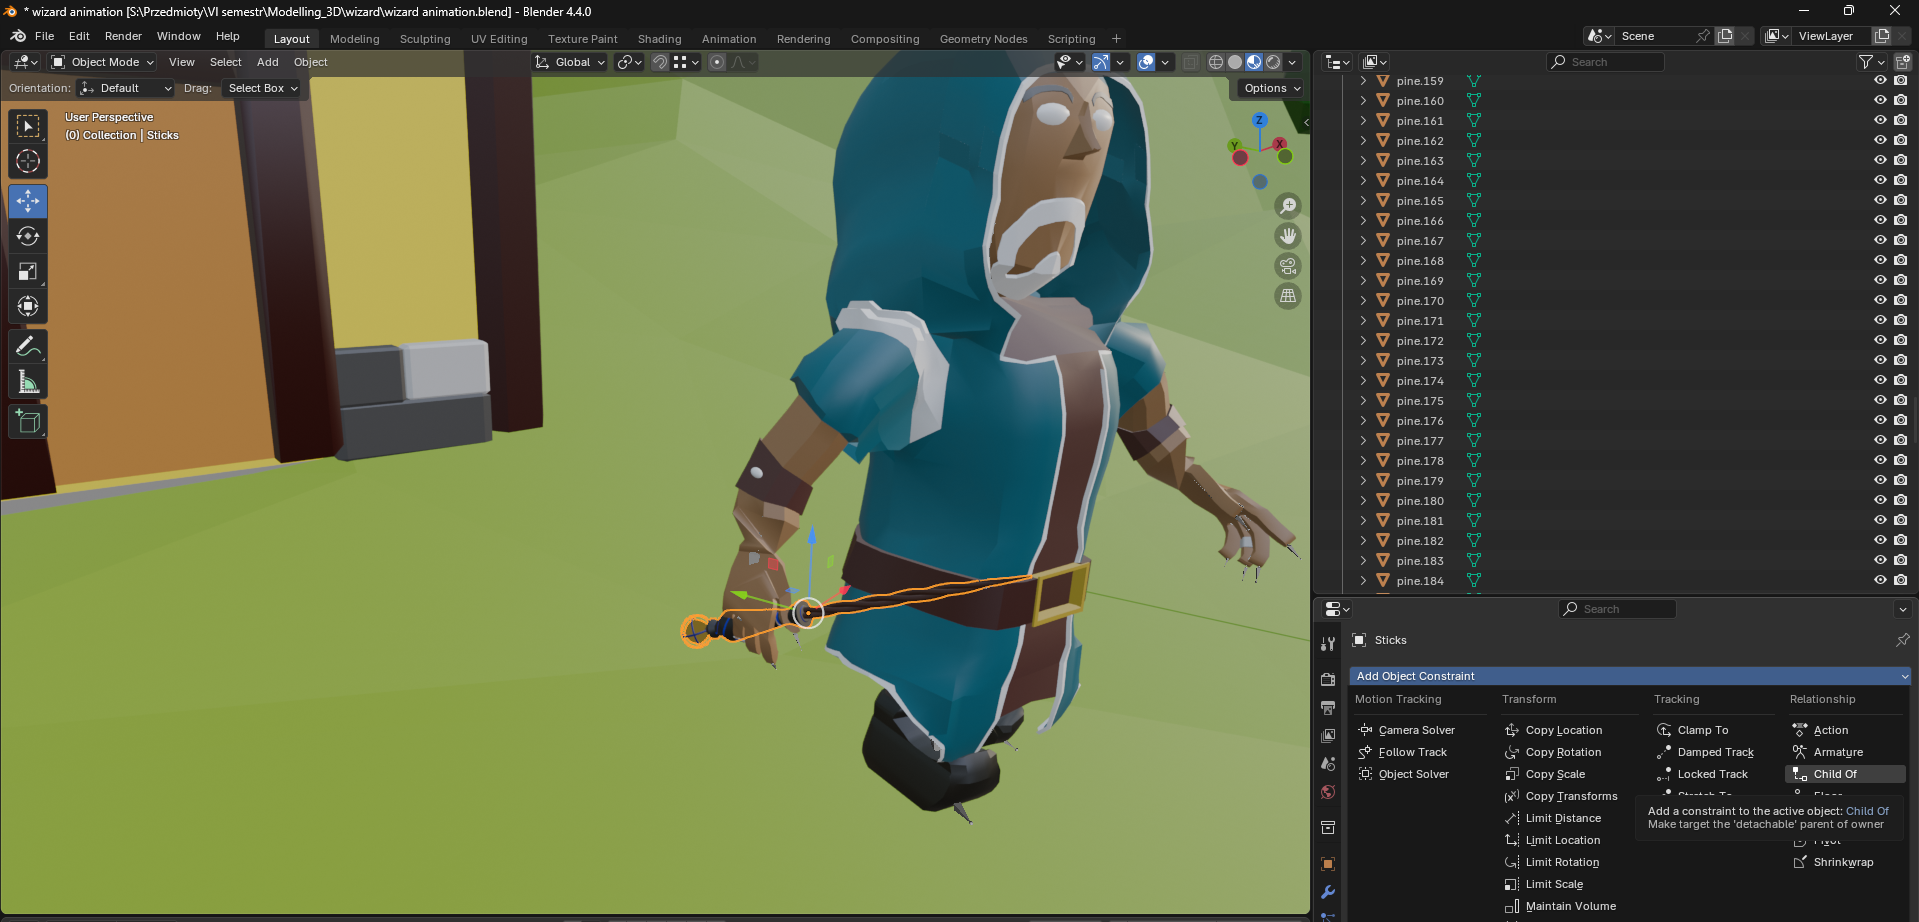 * wizard animation [S:\Przedmioty\VI semestr\Modelling_3D\wizard\wizard animation.blend] - Blender 4.4.0
File Edit Render Window Help Layout Modeling Sculpting UV Editing Texture Paint Shading Animation Rendering Compositing Geometry Nodes Scripting + Scene ViewLayer
Object Mode View Select Add Object Global Search
Orientation: Default Drag: Select Box Options
User Perspective
(0) Collection | Sticks
Z
Y X
pine.159
pine.160
pine.161
pine.162
pine.163
pine.164
pine.165
pine.166
pine.167
pine.168
pine.169
pine.170
pine.171
pine.172
pine.173
pine.174
pine.175
pine.176
pine.177
pine.178
pine.179
pine.180
pine.181
pine.182
pine.183
pine.184
Search
Sticks
Add Object Constraint
Motion Tracking Transform Tracking Relationship
Camera Solver Copy Location Clamp To Action
Follow Track Copy Rotation Damped Track Armature
Object Solver Copy Scale Locked Track Child Of
Copy Transforms Stretch To Floor
Limit Distance Add a constraint to the active object: Child Of
Make target the 'detachable' parent of owner
Limit Location Pivot
Limit Rotation Shrinkwrap
Limit Scale
Maintain Volume